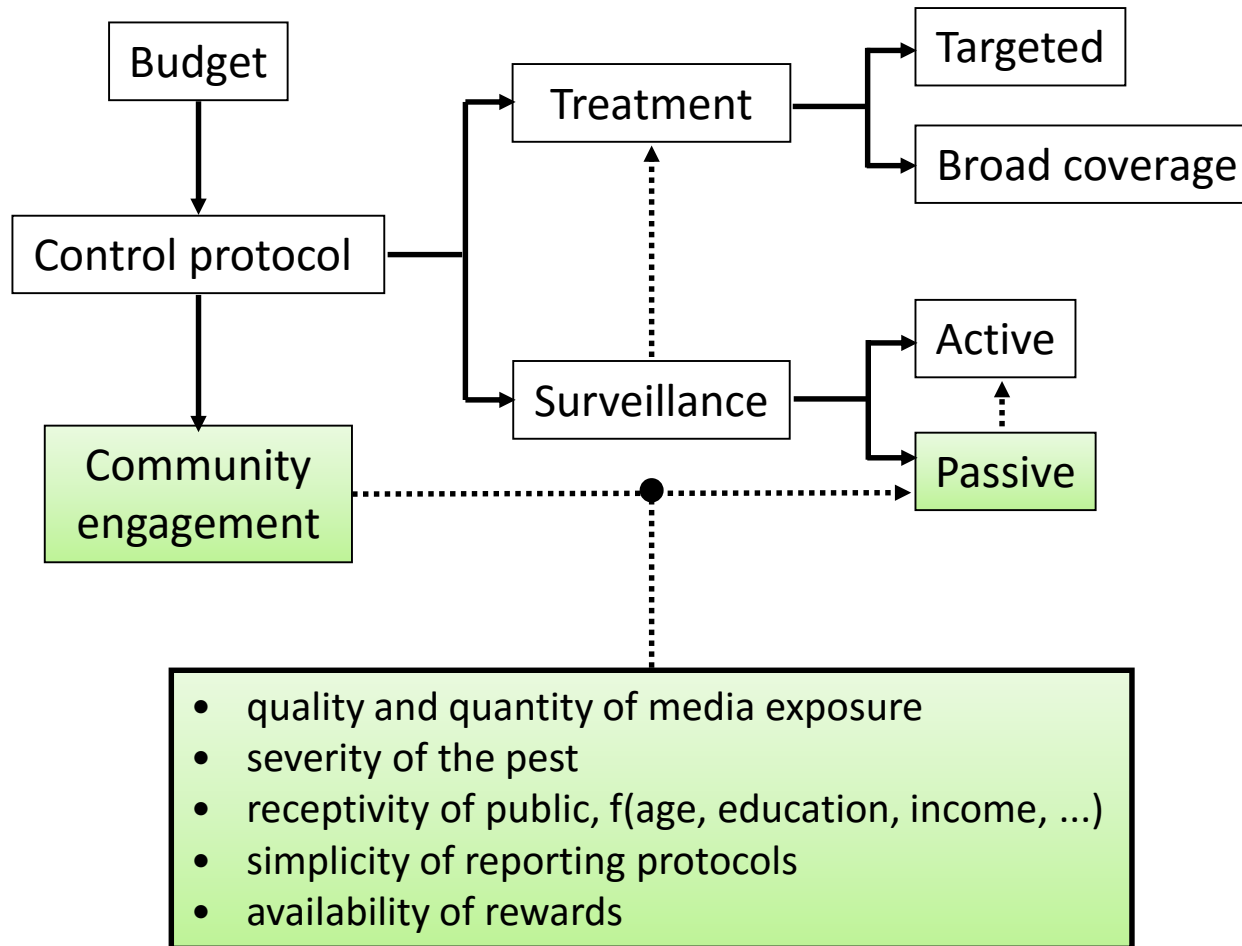 Budget
Treatment
Targeted
Broad coverage
Control protocol
Surveillance
Active
Passive
Community
engagement
• quality and quantity of media exposure
• severity of the pest
• receptivity of public, f(age, education, income, ...)
• simplicity of reporting protocols
• availability of rewards